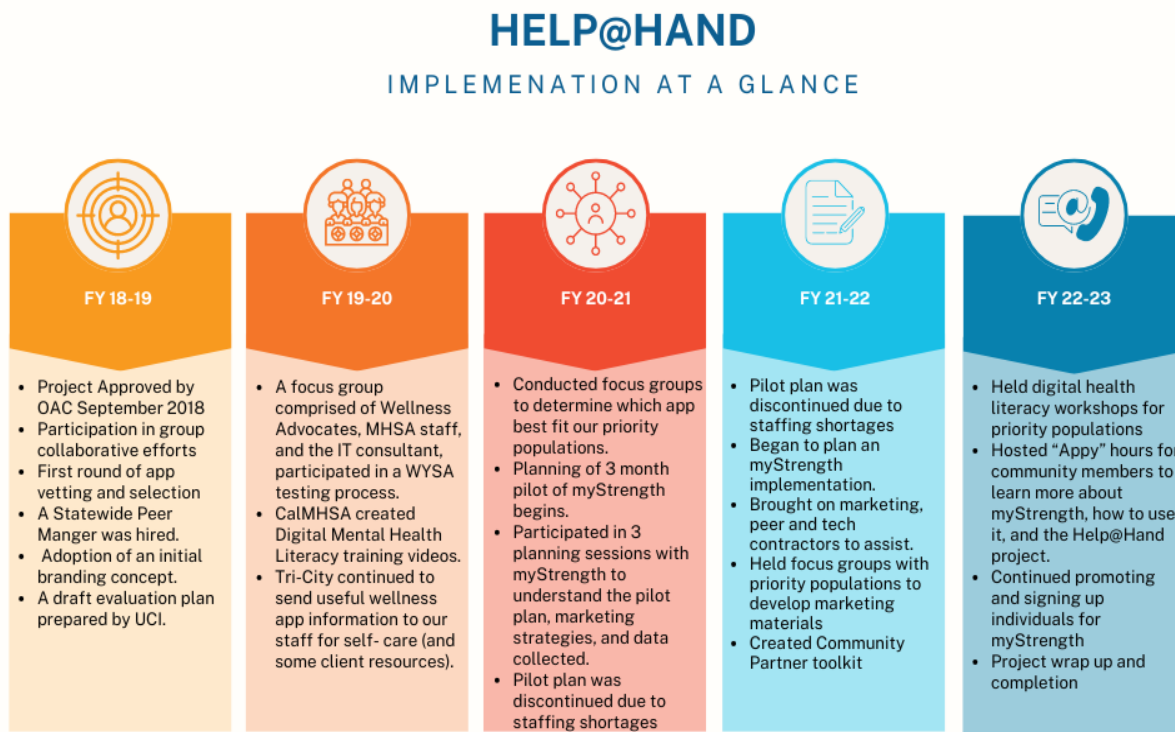 HELP@HAND
IMPLEMENATION AT A GLANCE
FY 18-19
• Project Approved by
OAC September 2018
• Participation in group
collaborative efforts
• First round of app
vetting and selection
• A Statewide Peer
Manger was hired.
• Adoption of an initial
branding concept.
• A draft evaluation plan
prepared by UCI.
FY 19-20
• A focus group
comprised of Wellness
Advocates, MHSA staff,
and the IT consultant,
participated in a WYSA
testing process.
• CalMHSA created
Digital Mental Health
Literacy training videos.
• Tri-City continued to
send useful wellness
app information to our
staff for self- care (and
some client resources).
FY 20-21
• Conducted focus groups
to determine which app
best fit our priority
populations.
• Planning of 3 month
pilot of myStrength
begins.
• Participated in 3
planning sessions with
myStrength to
understand the pilot
plan, marketing
strategies, and data
collected.
• Pilot plan was
discontinued due to
staffing shortages
FY 21-22
• Pilot plan was
discontinued due to
staffing shortages
• Began to plan an
myStrength
implementation.
• Brought on marketing,
peer and tech
contractors to assist.
• Held focus groups with
priority populations to
develop marketing
materials
• Created Community
Partner toolkit
FY 22-23
• Held digital health
literacy workshops for
priority populations
• Hosted “Appy” hours for
community members to
learn more about
myStrength, how to use
it, and the Help@Hand
project.
• Continued promoting
and signing up
individuals for
myStrength
• Project wrap up and
completion